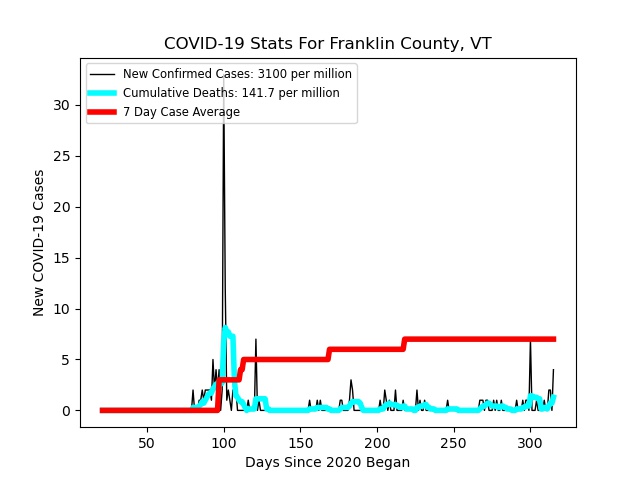 COVID-19 Stats For Franklin County, VT
New Confirmed Cases: 3100 per million
Cumulative Deaths: 141.7 per million
7 Day Case Average
New COVID-19 Cases
30
25
20
15
10
5
0
50 100 150 200 250 300
Days Since 2020 Began